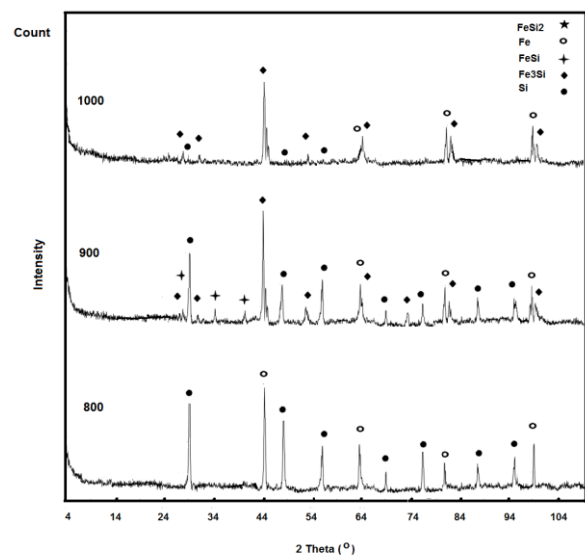 Count
FeSi2
Fe
FeSi
Fe3Si
Si
1000
900
800
Intensity
4 14 24 34 44 54 64 74 84 94 104
2 Theta (O)